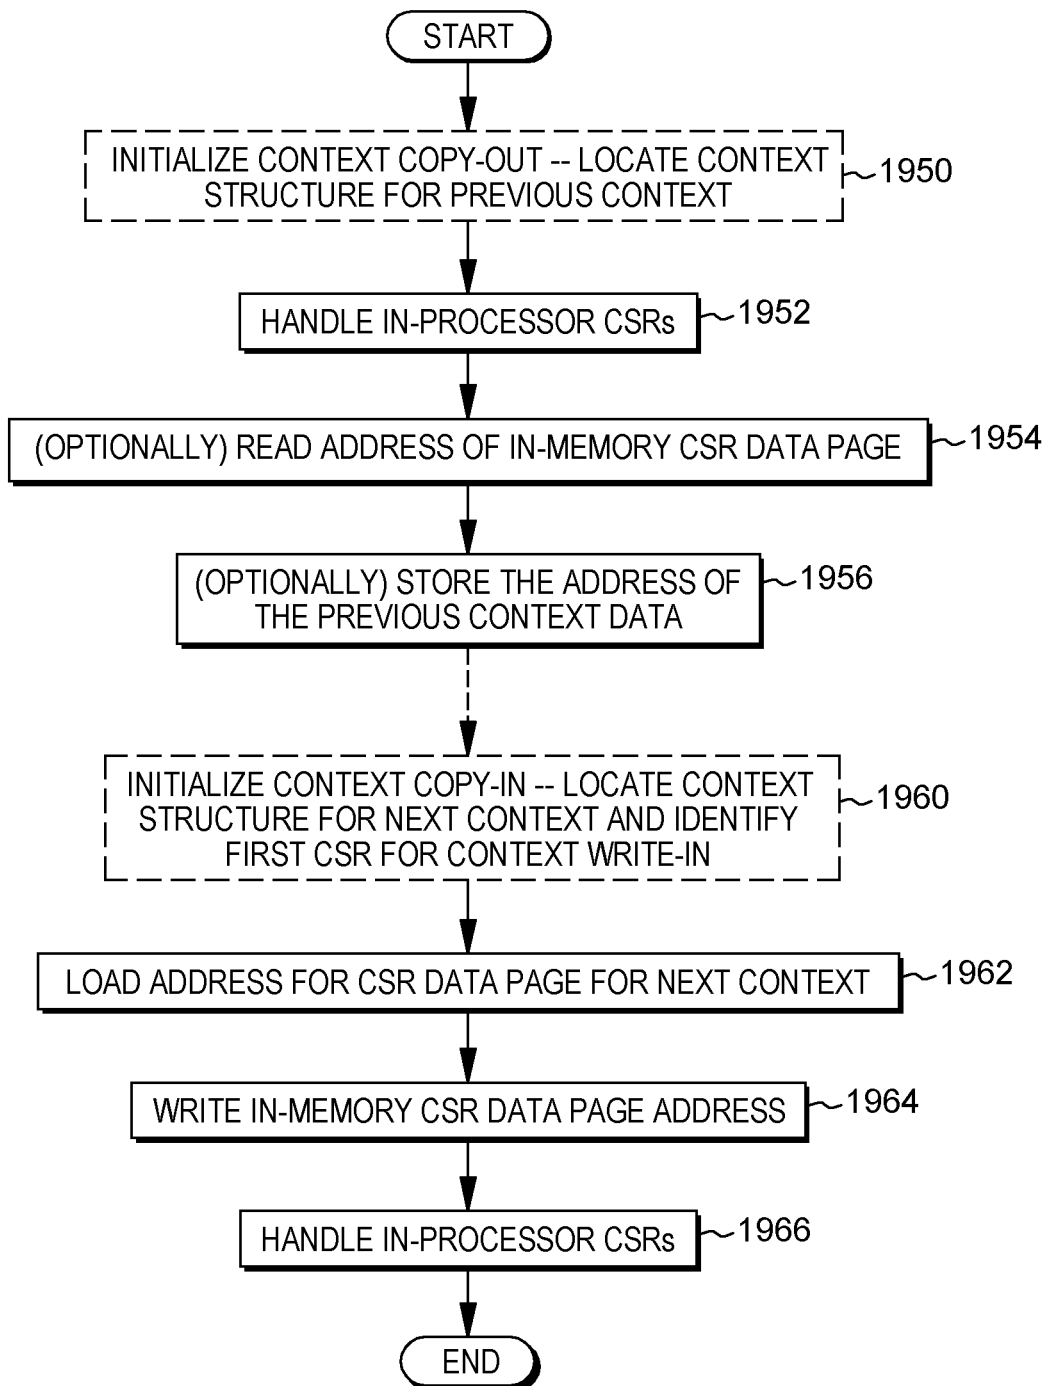 START
INITIALIZE CONTEXT COPY-OUT -- LOCATE CONTEXT
STRUCTURE FOR PREVIOUS CONTEXT
1950
HANDLE IN-PROCESSOR CSRs
1952
(OPTIONALLY) READ ADDRESS OF IN-MEMORY CSR DATA PAGE
1954
(OPTIONALLY) STORE THE ADDRESS OF
THE PREVIOUS CONTEXT DATA
1956
INITIALIZE CONTEXT COPY-IN -- LOCATE CONTEXT
STRUCTURE FOR NEXT CONTEXT AND IDENTIFY
FIRST CSR FOR CONTEXT WRITE-IN
1960
LOAD ADDRESS FOR CSR DATA PAGE FOR NEXT CONTEXT
1962
WRITE IN-MEMORY CSR DATA PAGE ADDRESS
1964
HANDLE IN-PROCESSOR CSRs
1966
END